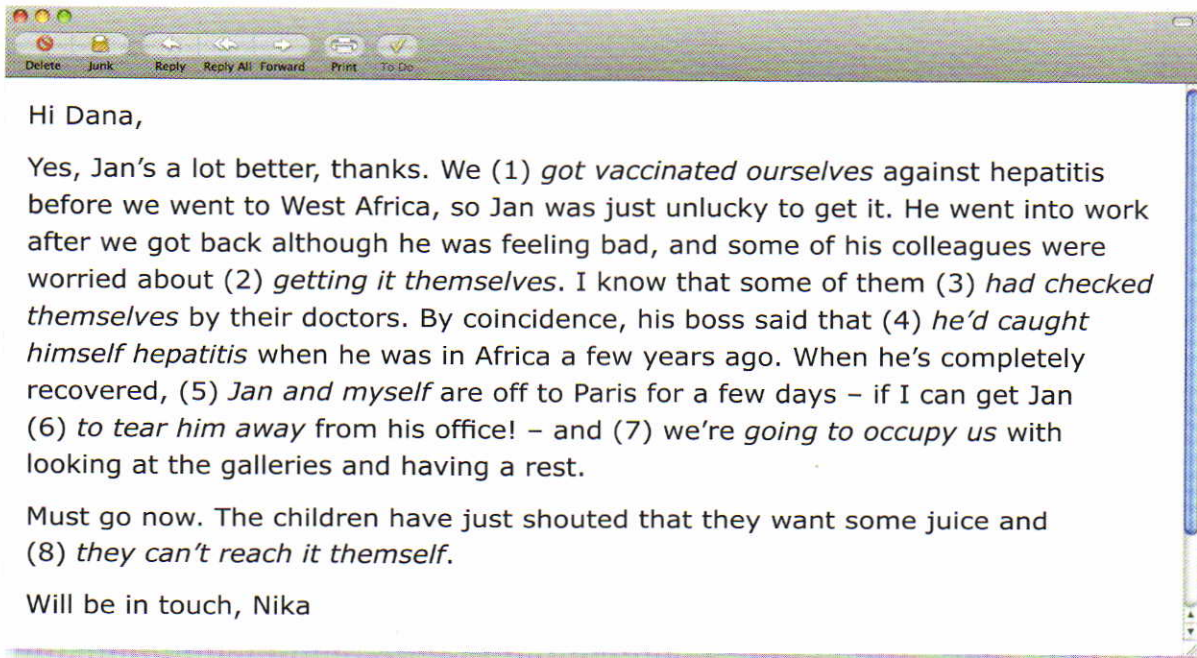 Delete Junk Reply Reply All Forward Print To Do
Hi Dana,
Yes, Jan's a lot better, thanks. We (1) got vaccinated ourselves against hepatitis
before we went to West Africa, so Jan was just unlucky to get it. He went into work
after we got back although he was feeling bad, and some of his colleagues were
worried about (2) getting it themselves. I know that some of them (3) had checked
themselves by their doctors. By coincidence, his boss said that (4) he'd caught
himself hepatitis when he was in Africa a few years ago. When he's completely
recovered, (5) Jan and myself are off to Paris for a few days – if I can get Jan
(6) to tear him away from his office! – and (7) we're going to occupy us with
looking at the galleries and having a rest.
Must go now. The children have just shouted that they want some juice and
(8) they can't reach it themself.
Will be in touch, Nika